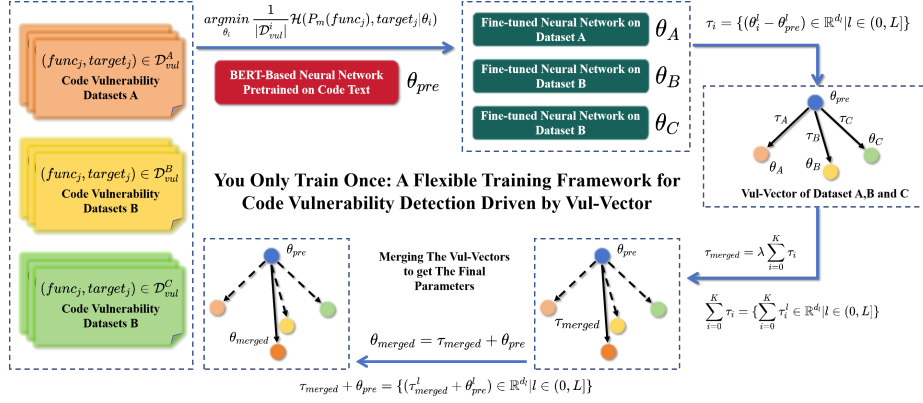 (func_j, target_j) ∈ D^A_vul
Code Vulnerability
Datasets A
(func_j, target_j) ∈ D^B_vul
Code Vulnerability
Datasets B
(func_j, target_j) ∈ D^C_vul
Code Vulnerability
Datasets B
argmin_{θ_i} 1/|D^i_vul| H(P_m(func_j), target_j|θ_i)
BERT-Based Neural Network
Pretrained on Code Text
θ_pre
Fine-tuned Neural Network on
Dataset A
θ_A
Fine-tuned Neural Network on
Dataset B
θ_B
Fine-tuned Neural Network on
Dataset B
θ_C
τ_i = {(θ^l_i − θ^l_pre) ∈ ℝ^{d_l}|l ∈ (0, L]}
θ_pre
τ_A
τ_B
τ_C
θ_A
θ_B
θ_C
Vul-Vector of Dataset A,B and C
You Only Train Once: A Flexible Training Framework for
Code Vulnerability Detection Driven by Vul-Vector
τ_merged = λ ∑_{i=0}^{K} τ_i
∑_{i=0}^{K} τ_i = {∑_{i=0}^{K} τ^l_i ∈ ℝ^{d_l}|l ∈ (0, L]}
θ_pre
τ_merged
Merging The Vul-Vectors
to get The Final
Parameters
θ_merged = τ_merged + θ_pre
τ_merged + θ_pre = {(τ^l_merged + θ^l_pre) ∈ ℝ^{d_l}|l ∈ (0, L]}
θ_pre
θ_merged